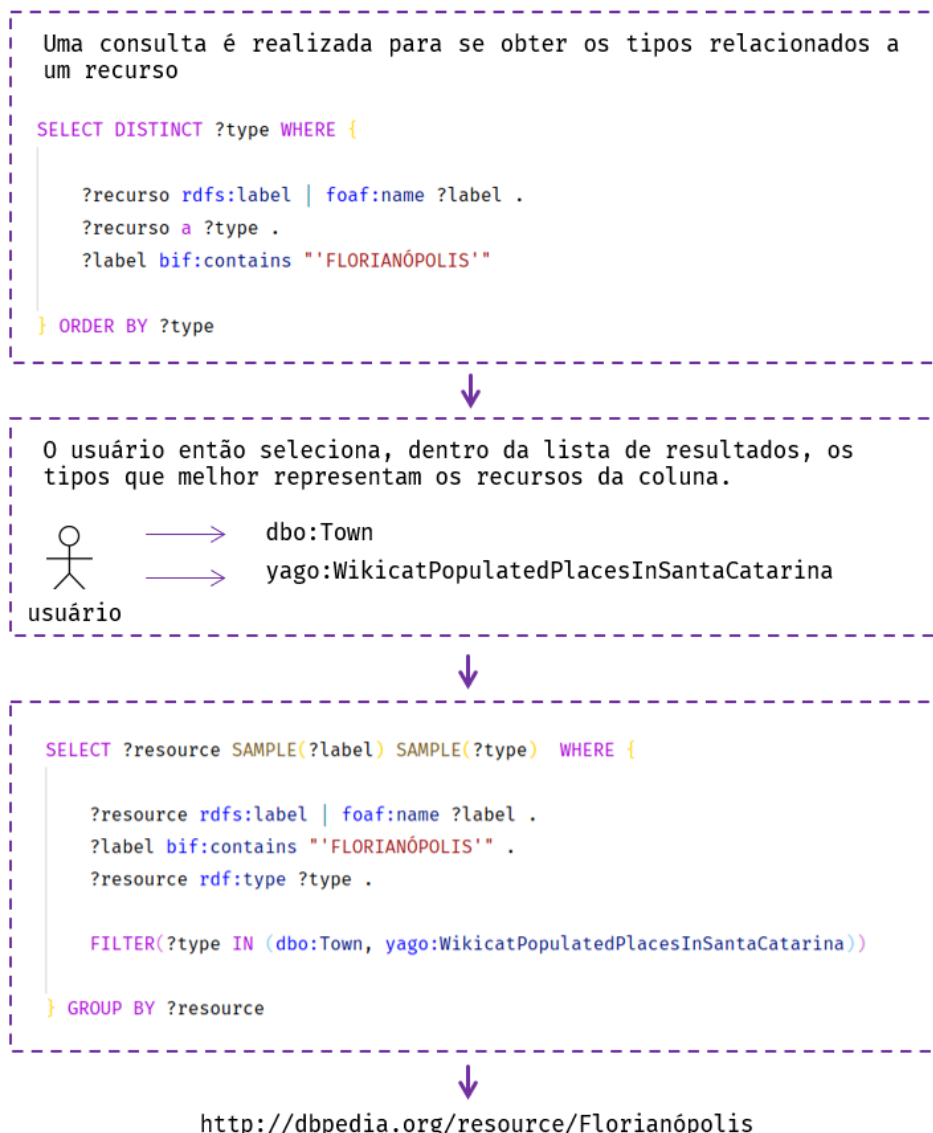 Uma consulta é realizada para se obter os tipos relacionados a
um recurso
SELECT DISTINCT ?type WHERE {
?recurso rdfs:label | foaf:name ?label .
?recurso a ?type .
?label bif:contains "'FLORIANÓPOLIS'"
} ORDER BY ?type
O usuário então seleciona, dentro da lista de resultados, os
tipos que melhor representam os recursos da coluna.
dbo:Town
yago:WikicatPopulatedPlacesInSantaCatarina
usuário
SELECT ?resource SAMPLE(?label) SAMPLE(?type)  WHERE {
?resource rdfs:label | foaf:name ?label .
?label bif:contains "'FLORIANÓPOLIS'" .
?resource rdf:type ?type .
FILTER(?type IN (dbo:Town, yago:WikicatPopulatedPlacesInSantaCatarina))
} GROUP BY ?resource
http://dbpedia.org/resource/Florianópolis